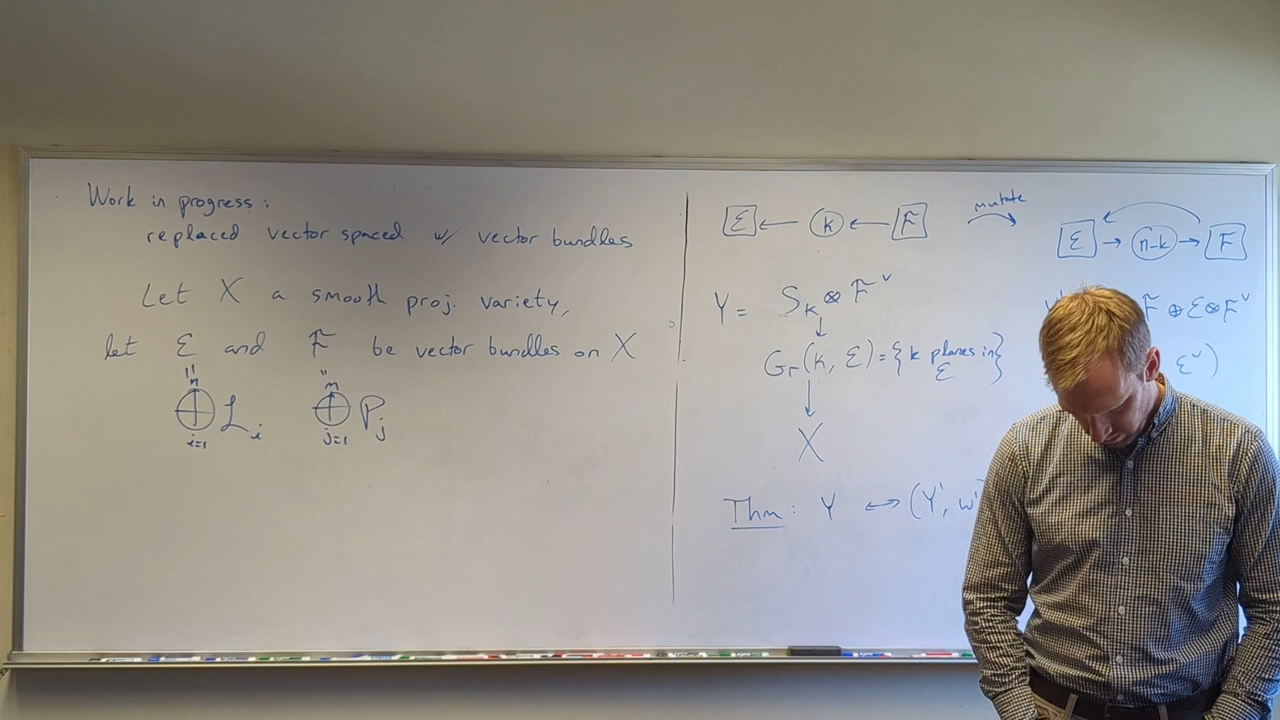 Work in progress:
replaced vector spaced w/ vector bundles
Let X a smooth proj. variety,
let ℰ and ℱ be vector bundles on X
" "
n m
⊕ ℒ_i ⊕ 𝒫_j
i=1 j=1
ℰ ← k ← ℱ
mutate
ℰ → n-k → ℱ
Y = S_k ⊗ ℱ^∨
↓
Gr(k, ℰ) = {k planes in
ℰ}
↓
X
ℱ ⊕ ℰ⊗ℱ^∨
ℰ^∨)
Thm: Y ↔ (Y', w'